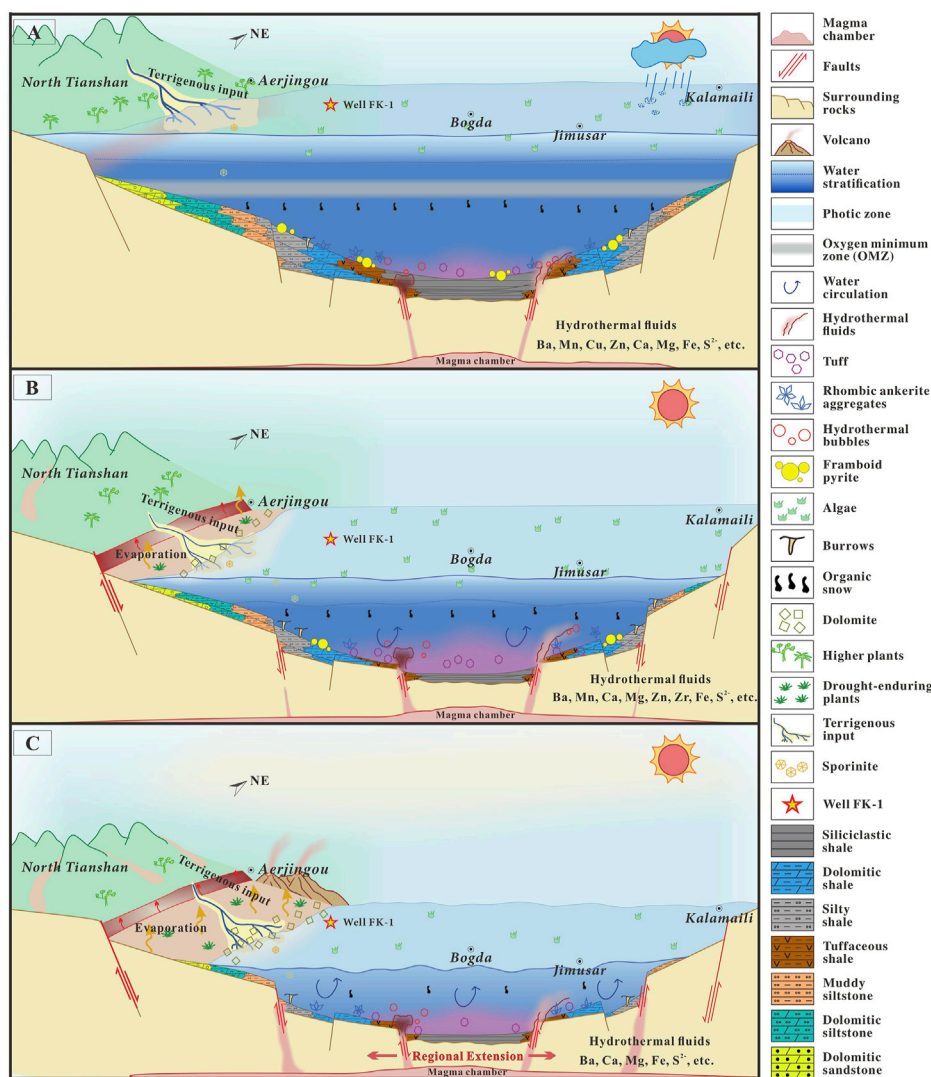 A
NE
North Tianshan
Terrigenous input
Aerjingou
Well FK-1
Bogda
Jimusar
Kalamaili
Hydrothermal fluids
Ba, Mn, Cu, Zn, Ca, Mg, Fe, S²⁻, etc.
Magma chamber
B
NE
North Tianshan
Terrigenous input
Aerjingou
Evaporation
Well FK-1
Bogda
Jimusar
Kalamaili
Hydrothermal fluids
Ba, Mn, Ca, Mg, Zn, Zr, Fe, S²⁻, etc.
Magma chamber
C
NE
North Tianshan
Terrigenous input
Aerjingou
Evaporation
Well FK-1
Bogda
Jimusar
Kalamaili
Regional Extension
Hydrothermal fluids
Ba, Ca, Mg, Fe, S²⁻, etc.
Magma chamber
Magma
chamber
Faults
Surrounding
rocks
Volcano
Water
stratification
Photic zone
Oxygen minimum
zone (OMZ)
Water
circulation
Hydrothermal
fluids
Tuff
Rhombic ankerite
aggregates
Hydrothermal
bubbles
Framboid
pyrite
Algae
Burrows
Organic
snow
Dolomite
Higher plants
Drought-enduring
plants
Terrigenous
input
Sporinite
Well FK-1
Siliciclastic
shale
Dolomitic
shale
Silty
shale
Tuffaceous
shale
Muddy
siltstone
Dolomitic
siltstone
Dolomitic
sandstone